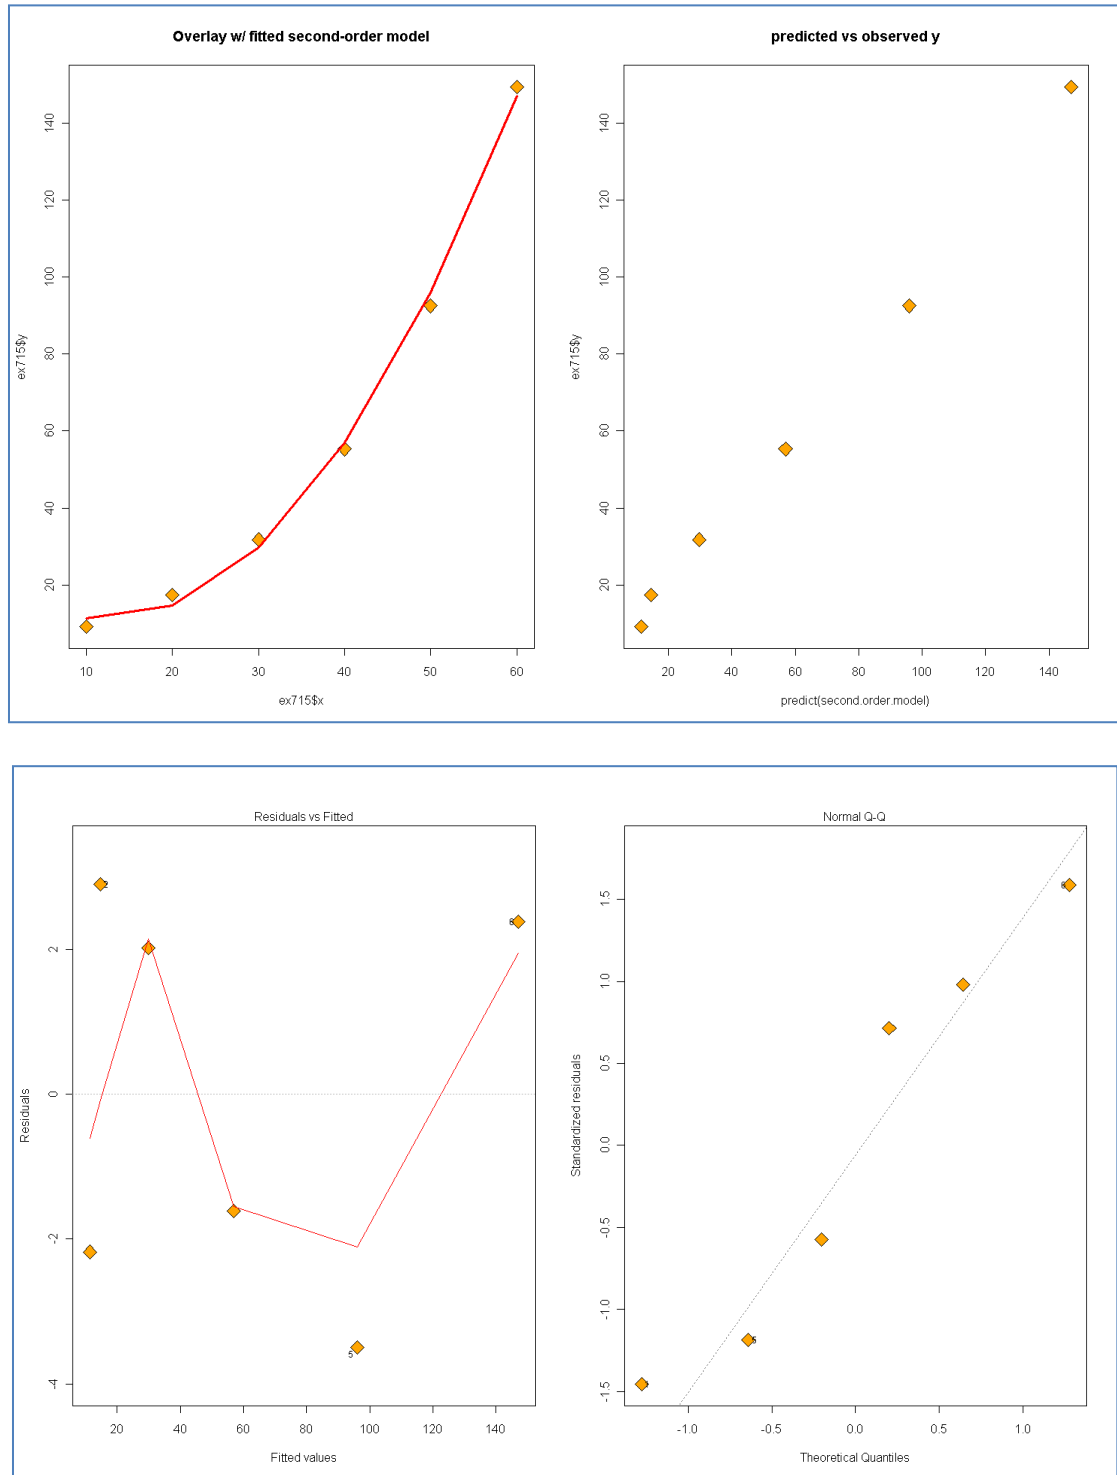 Overlay w/ fitted second-order model
predicted vs observed y
140
120
100
80
60
40
20
ex715$y
10 20 30 40 50 60
ex715$x
140
120
100
80
60
40
20
ex715$y
20 40 60 80 100 120 140
predict(second.order.model)
Residuals vs Fitted
Normal Q-Q
2
0
-2
-4
Residuals
2
5
20 40 60 80 100 120 140
Fitted values
1.5
1.0
0.5
0.0
-0.5
-1.0
-1.5
Standardized residuals
5
-1.0 -0.5 0.0 0.5 1.0
Theoretical Quantiles